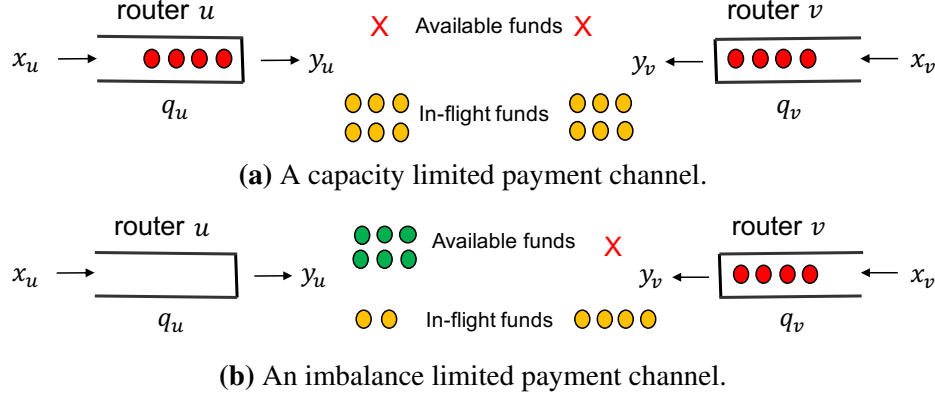 router u
X Available funds X
router v
x_u
y_u
y_v
x_v
q_u
In-flight funds
q_v
(a) A capacity limited payment channel.
router u
Available funds X
router v
x_u
y_u
y_v
x_v
q_u
In-flight funds
q_v
(b) An imbalance limited payment channel.